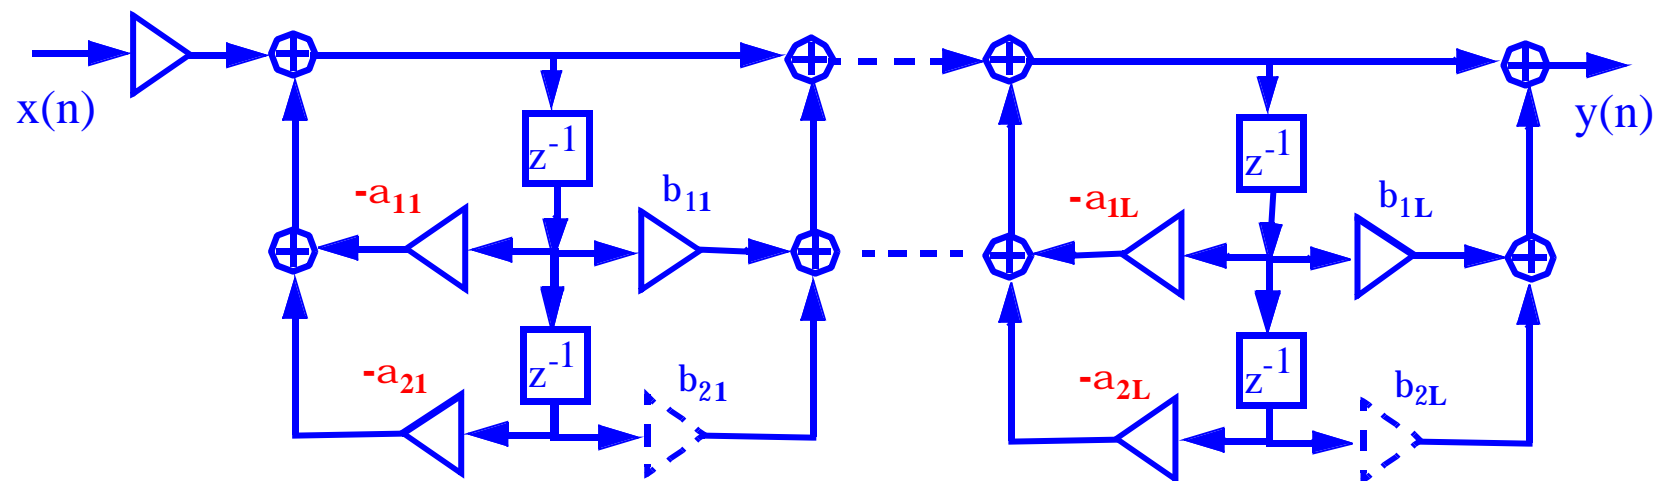 x(n)
z⁻¹
-a₁₁
b₁₁
z⁻¹
-a₂₁
b₂₁
z⁻¹
-a₁L
b₁L
z⁻¹
-a₂L
b₂L
y(n)